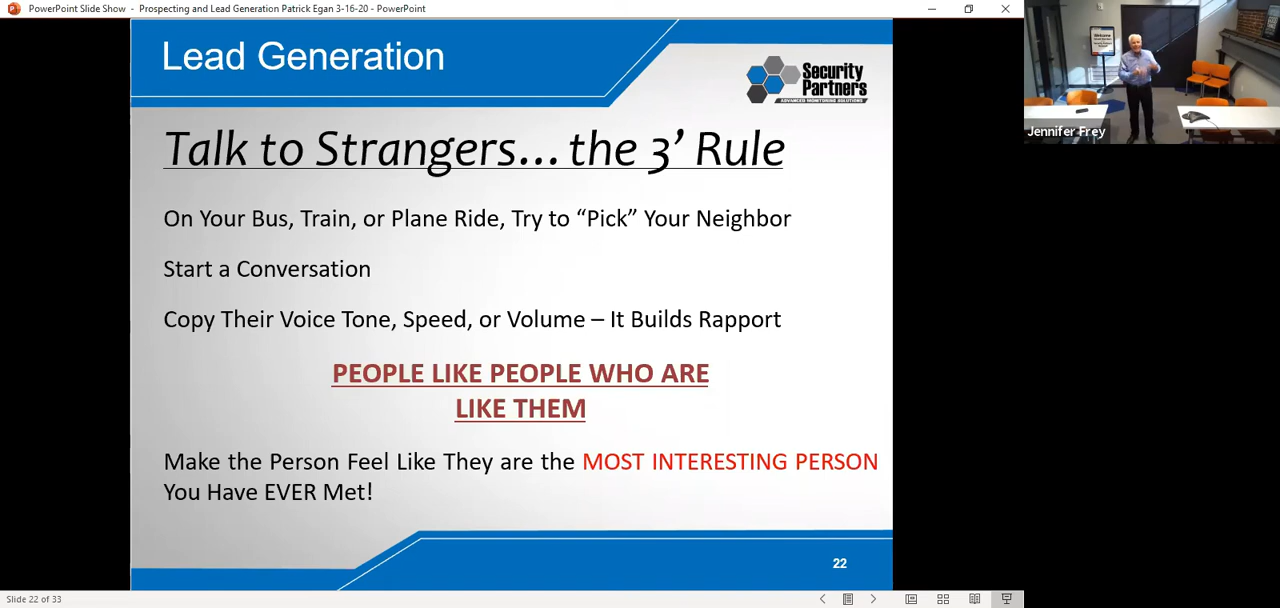 PowerPoint Slide Show - Prospecting and Lead Generation Patrick Egan 3-16-20 - PowerPoint
Lead Generation
Security
Partners
ADVANCED MONITORING SOLUTIONS
Talk to Strangers… the 3’ Rule
On Your Bus, Train, or Plane Ride, Try to “Pick” Your Neighbor
Start a Conversation
Copy Their Voice Tone, Speed, or Volume – It Builds Rapport
PEOPLE LIKE PEOPLE WHO ARE
LIKE THEM
Make the Person Feel Like They are the MOST INTERESTING PERSON
You Have EVER Met!
22
Slide 22 of 33
Welcome
Jennifer Frey